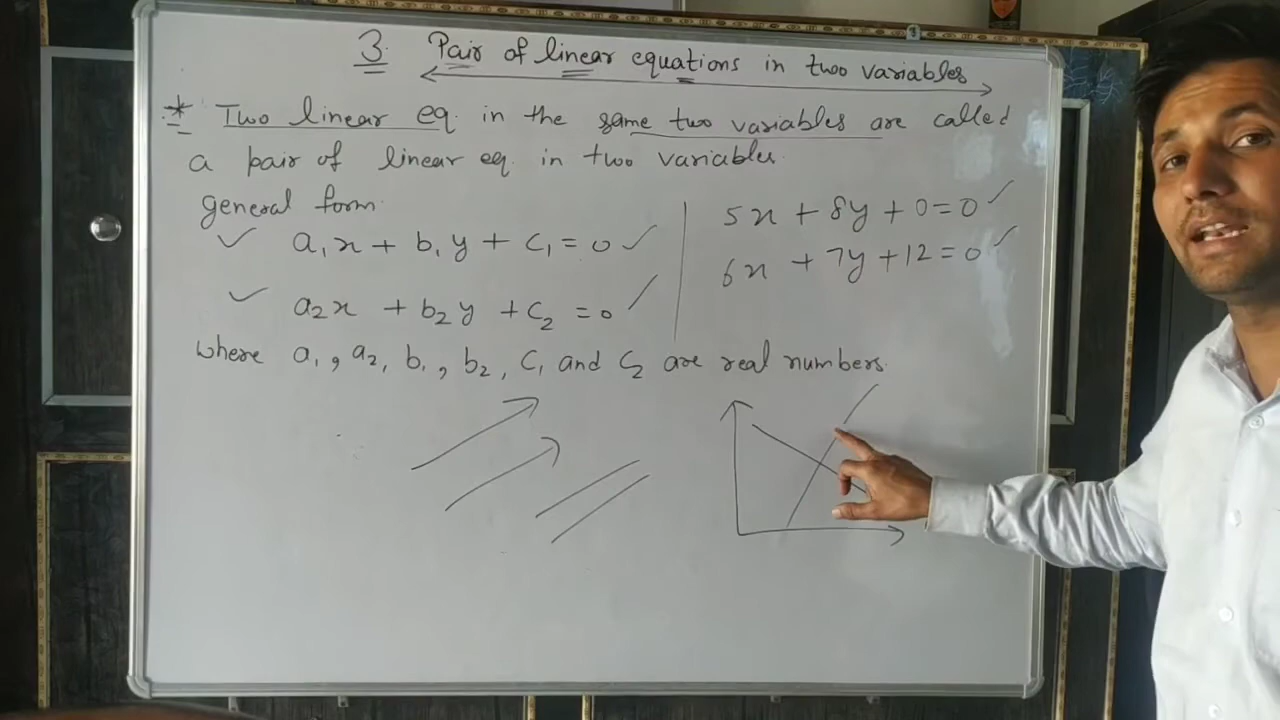 3. Pair of linear equations in two variables
* Two linear eq. in the same two variables are called
a pair of linear eq. in two variables.
general form.
a₁x + b₁y + c₁ = 0
a₂x + b₂y + c₂ = 0
5x + 8y + 0 = 0
6x + 7y + 12 = 0
where a₁, a₂, b₁, b₂, c₁ and c₂ are real numbers.